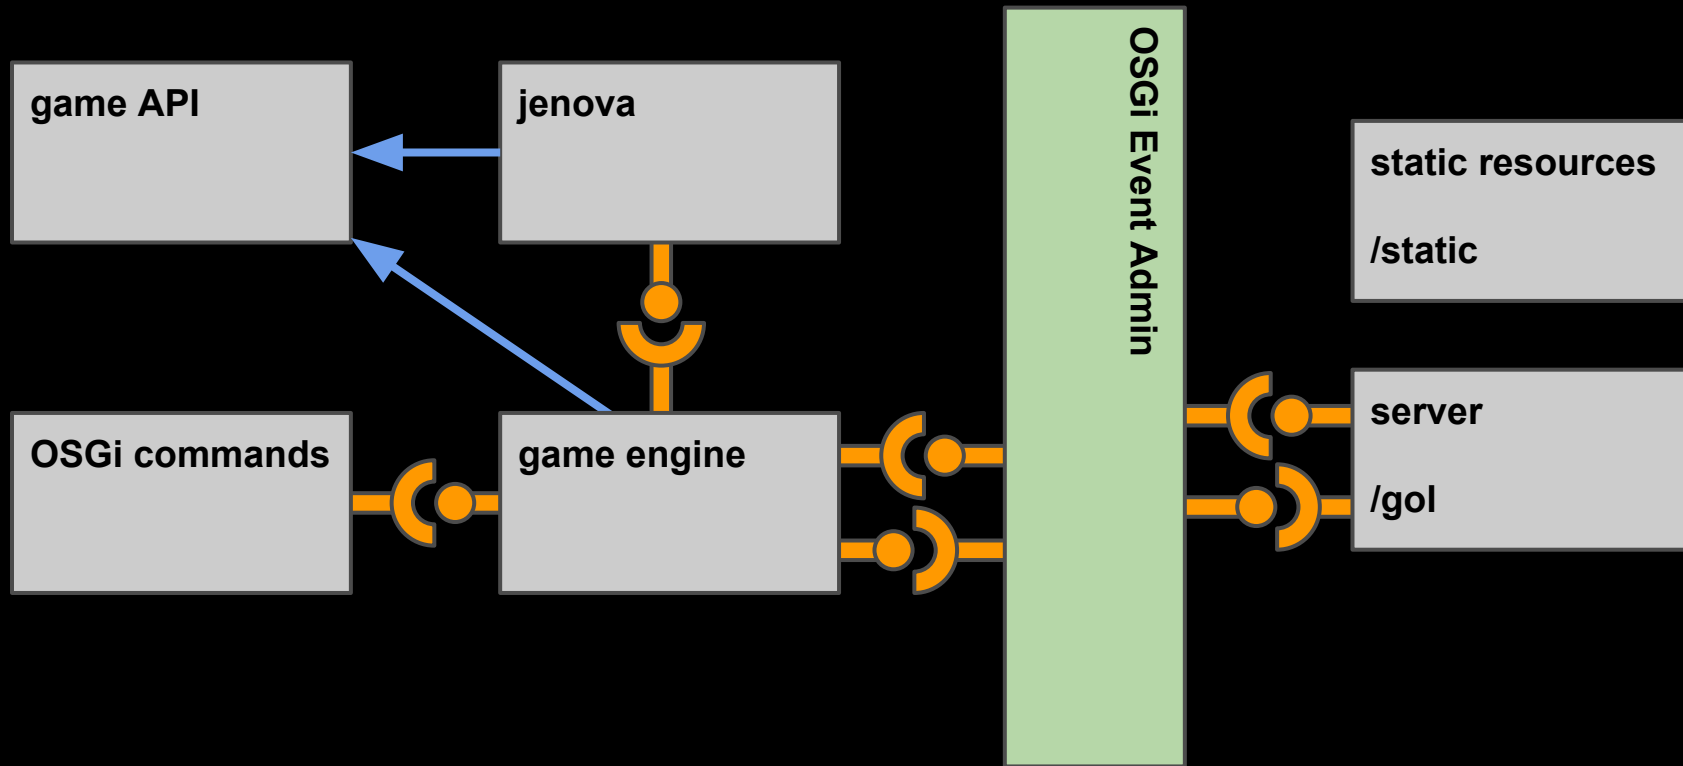 game API
jenova
OSGi Event Admin
static resources
/static
OSGi commands
game engine
server
/gol